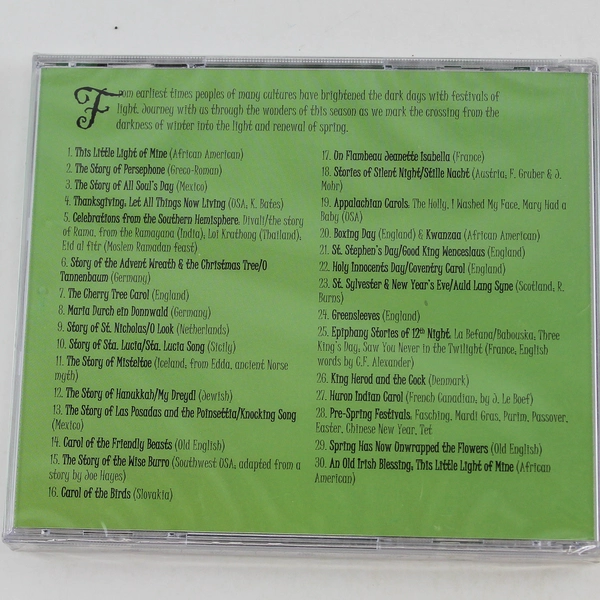 From earliest times peoples of many cultures have brightened the dark days with festivals of
light. Journey with us through the wonders of this season as we mark the crossing from the
darkness of winter into the light and renewal of spring.
1. This Little Light of Mine (African American)
2. The Story of Persephone (Greco-Roman)
3. The Story of All Soul's Day (Mexico)
4. Thanksgiving, Let All Things Now Living (USA; K. Bates)
5. Celebrations from the Southern Hemisphere: Divali/the story
of Rama, from the Ramayana (India), Loi Krathong (Thailand),
Eid al fitr (Moslem Ramadan feast)
6. Story of the Advent Wreath & the Christmas Tree/O
Tannenbaum (Germany)
7. The Cherry Tree Carol (England)
8. Maria Durch ein Donnwald (Germany)
9. Story of St. Nicholas/O Look (Netherlands)
10. Story of Sta. Lucia/Sta. Lucia Song (Sicily)
11. The Story of Misteltoe (Iceland; from Edda, ancient Norse
myth)
12. The Story of Hanukkah/My Dreydl (Jewish)
13. The Story of Las Posadas and the Poinsettia/Knocking Song
(Mexico)
14. Carol of the Friendly Beasts (Old English)
15. The Story of the Wise Burro (Southwest USA; adapted from a
story by Joe Hayes)
16. Carol of the Birds (Slovakia)
17. Un Flambeau Jeanette Isabella (France)
18. Stories of Silent Night/Stille Nacht (Austria; F. Gruber & J.
Mohr)
19. Appalachian Carols: The Holly, I Washed My Face, Mary Had a
Baby (USA)
20. Boxing Day (England) & Kwanzaa (African American)
21. St. Stephen's Day/Good King Wenceslaus (England)
22. Holy Innocents Day/Coventry Carol (England)
23. St. Sylvester & New Year's Eve/Auld Lang Syne (Scotland; R.
Burns)
24. Greensleeves (England)
25. Epiphany Stories of 12th Night: La Befana/Babouska; Three
King's Day; Saw You Never in the Twilight (France; English
words by C.F. Alexander)
26. King Herod and the Cock (Denmark)
27. Huron Indian Carol (French Canadian; by J. Le Boef)
28. Pre-Spring Festivals: Fasching, Mardi Gras, Purim, Passover,
Easter, Chinese New Year, Tet
29. Spring Has Now Unwrapped the Flowers (Old English)
30. An Old Irish Blessing; This Little Light of Mine (African
American)